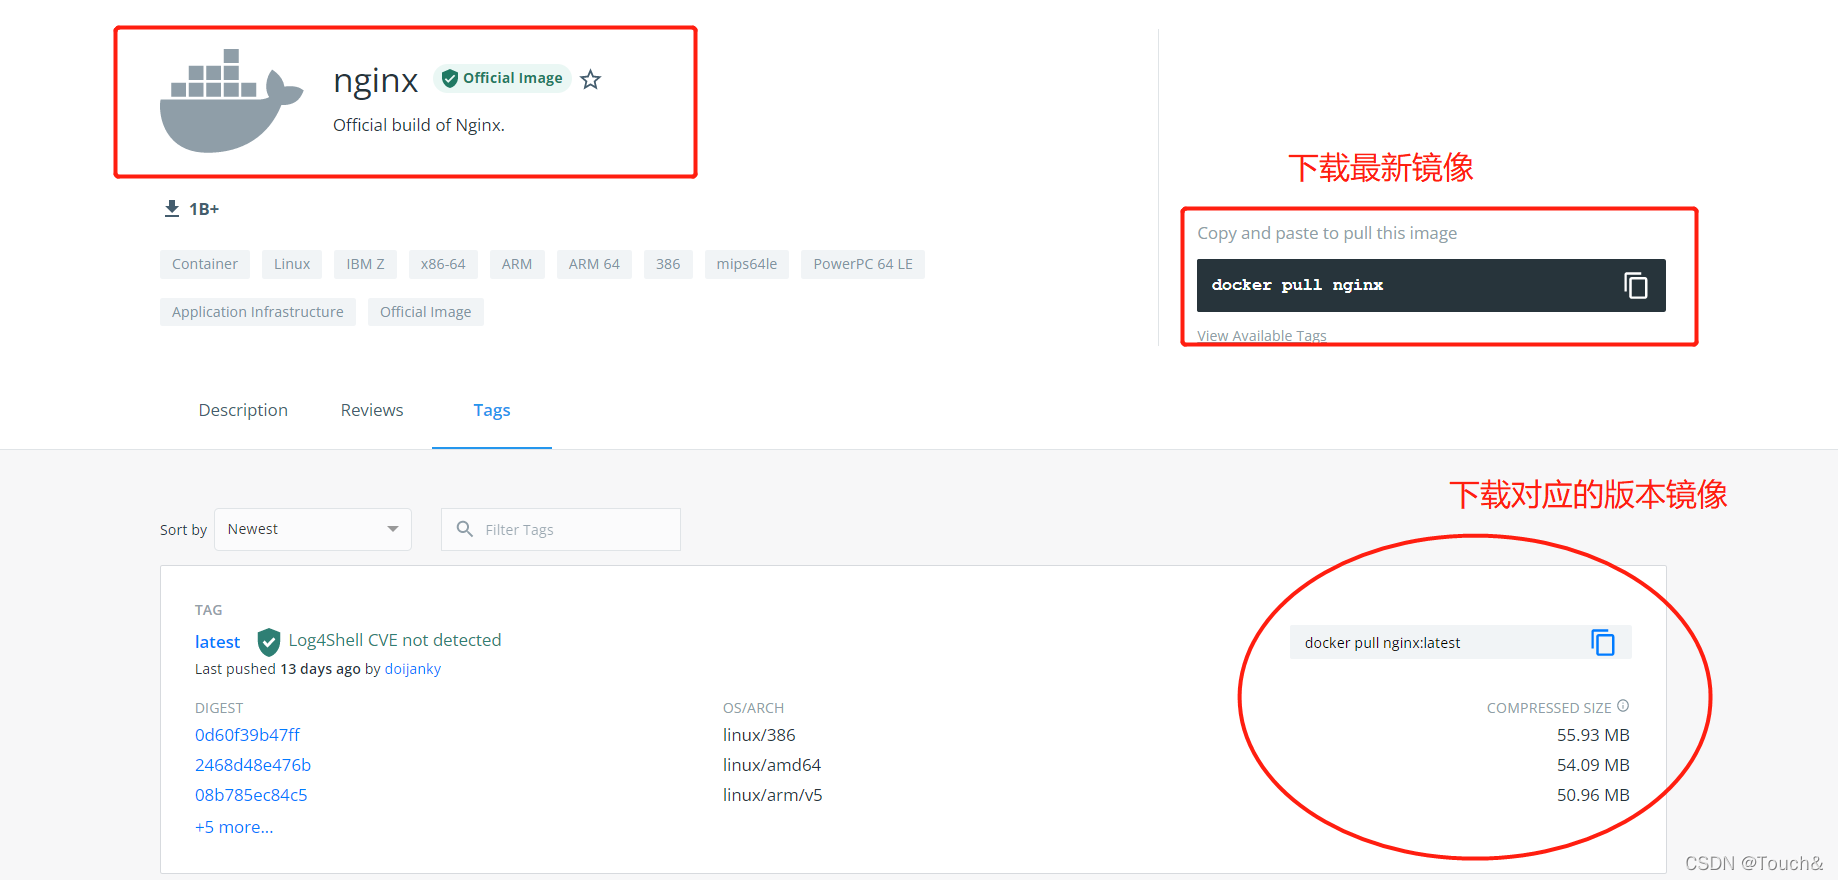 nginx Official Image
Official build of Nginx.
1B+
Container Linux IBM Z x86-64 ARM ARM 64 386 mips64le PowerPC 64 LE
Application Infrastructure Official Image
下载最新镜像
Copy and paste to pull this image
docker pull nginx
View Available Tags
Description Reviews Tags
下载对应的版本镜像
Sort by Newest Filter Tags
TAG
latest Log4Shell CVE not detected
docker pull nginx:latest
Last pushed 13 days ago by doijanky
DIGEST OS/ARCH COMPRESSED SIZE
0d60f39b47ff linux/386 55.93 MB
2468d48e476b linux/amd64 54.09 MB
08b785ec84c5 linux/arm/v5 50.96 MB
+5 more...
CSDN @Touch&